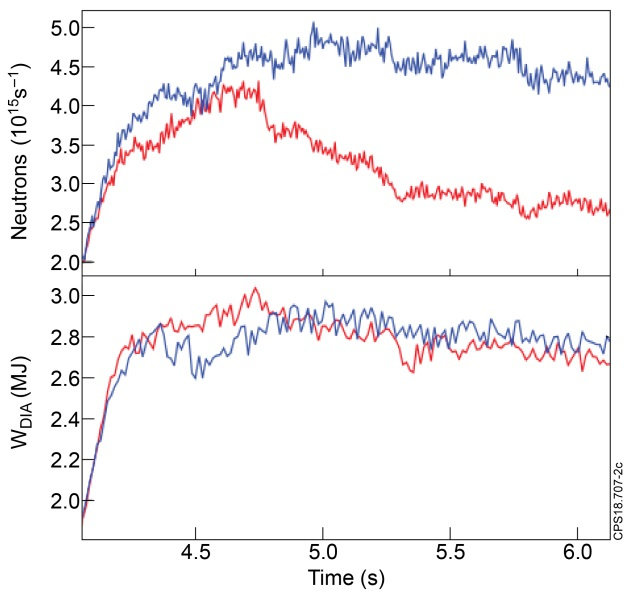 Neutrons (10¹⁵s⁻¹)
5.0
4.5
4.0
3.5
3.0
2.5
2.0
W_DIA (MJ)
3.0
2.8
2.6
2.4
2.2
2.0
4.5 5.0 5.5 6.0
Time (s)
CPS18.707-2c